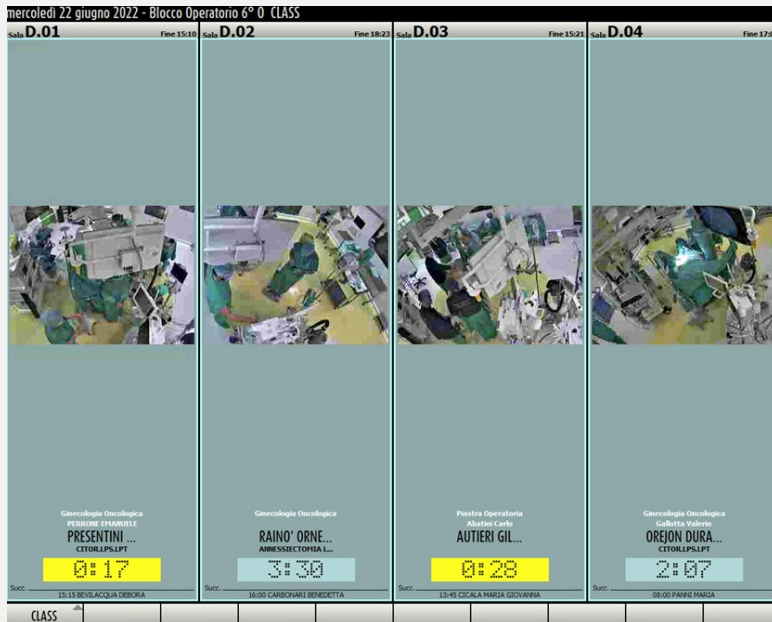 mercoledì 22 giugno 2022 - Blocco Operatorio 6° O CLASS
Sala D.01 Fine 15:10 Sala D.02 Fine 18:23 Sala D.03 Fine 15:21 Sala D.04
Ginecologia Oncologica
PERRONE EMANUELE
PRESENTINI ...
CITOR.LPS.LPT
0:17
Succ.
15:15 BEVILACQUA DEBORA
Ginecologia Oncologica
RAINO' ORNE...
ANNESSIECTOMIA L...
3:30
Succ.
16:00 CARBONARI BENEDETTA
Piastra Operatoria
Abatini Carlo
AUTIERI GIL...
0:28
Succ.
13:45 CICALA MARIA GIOVANNA
Ginecologia Oncologica
Gallotta Valerio
OREJON DURA...
CITOR.LPS.LPT
2:07
Succ.
08:00 PANNI MARIA
CLASS